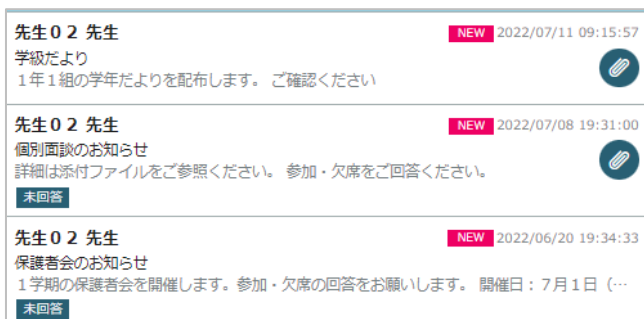 先生０２ 先生
NEW 2022/07/11 09:15:57
学級だより
１年１組の学年だよりを配布します。 ご確認ください
先生０２ 先生
NEW 2022/07/08 19:31:00
個別面談のお知らせ
詳細は添付ファイルをご参照ください。 参加・欠席をご回答ください。
未回答
先生０２ 先生
NEW 2022/06/20 19:34:33
保護者会のお知らせ
１学期の保護者会を開催します。参加・欠席の回答をお願いします。 開催日：７月１日（…
未回答